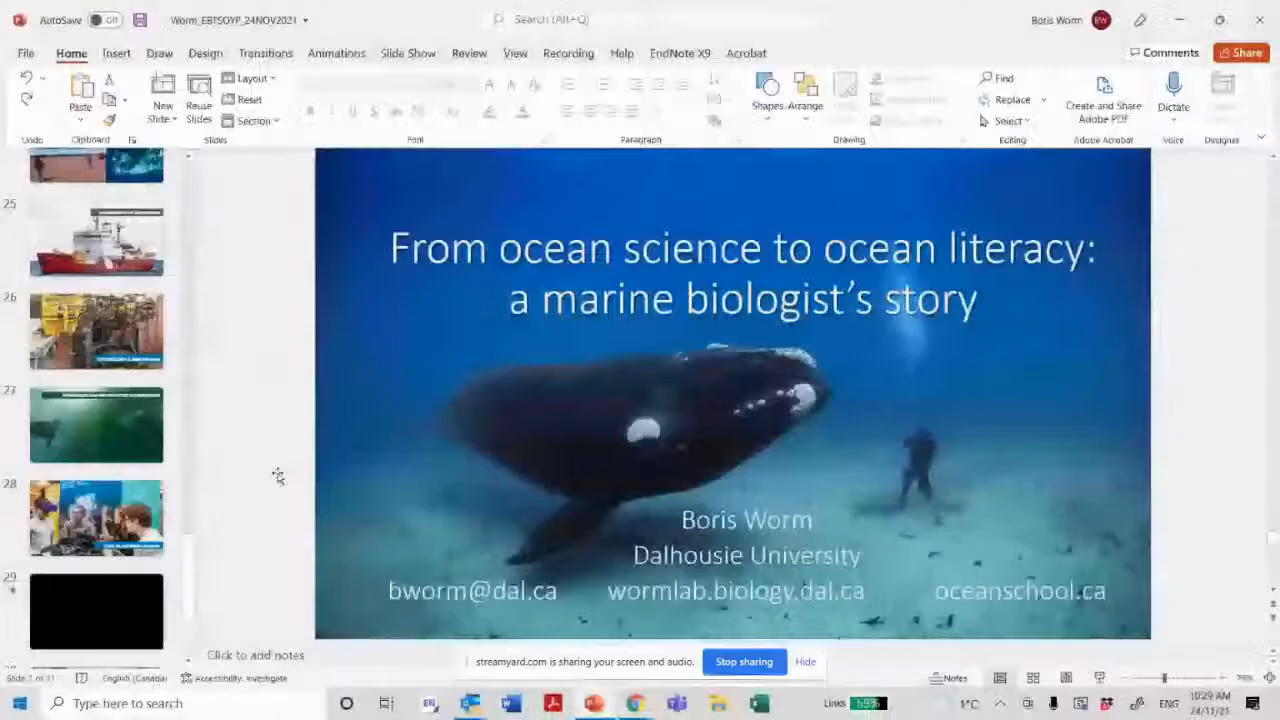 AutoSave Off
Worm_EBTSOYP_24NOV2021
Search (Alt+Q)
Boris Worm BW
File Home Insert Draw Design Transitions Animations Slide Show Review View Recording Help EndNote X9 Acrobat Comments Share
Undo
Paste
Clipboard
New Slide
Reuse Slides
Layout
Reset
Section
Slides
Font
Paragraph
Shapes Arrange
Drawing
Find
Replace
Select
Editing
Create and Share Adobe PDF
Adobe Acrobat
Dictate
Voice
Designer
25
26
27
28
29
From ocean science to ocean literacy:
a marine biologist's story
Boris Worm
Dalhousie University
bworm@dal.ca wormlab.biology.dal.ca oceanschool.ca
Click to add notes
streamyard.com is sharing your screen and audio. Stop sharing Hide
English (Canada) Accessibility: Investigate Notes
Type here to search
Links
1°C
ENG
10:29 AM
24/11/21